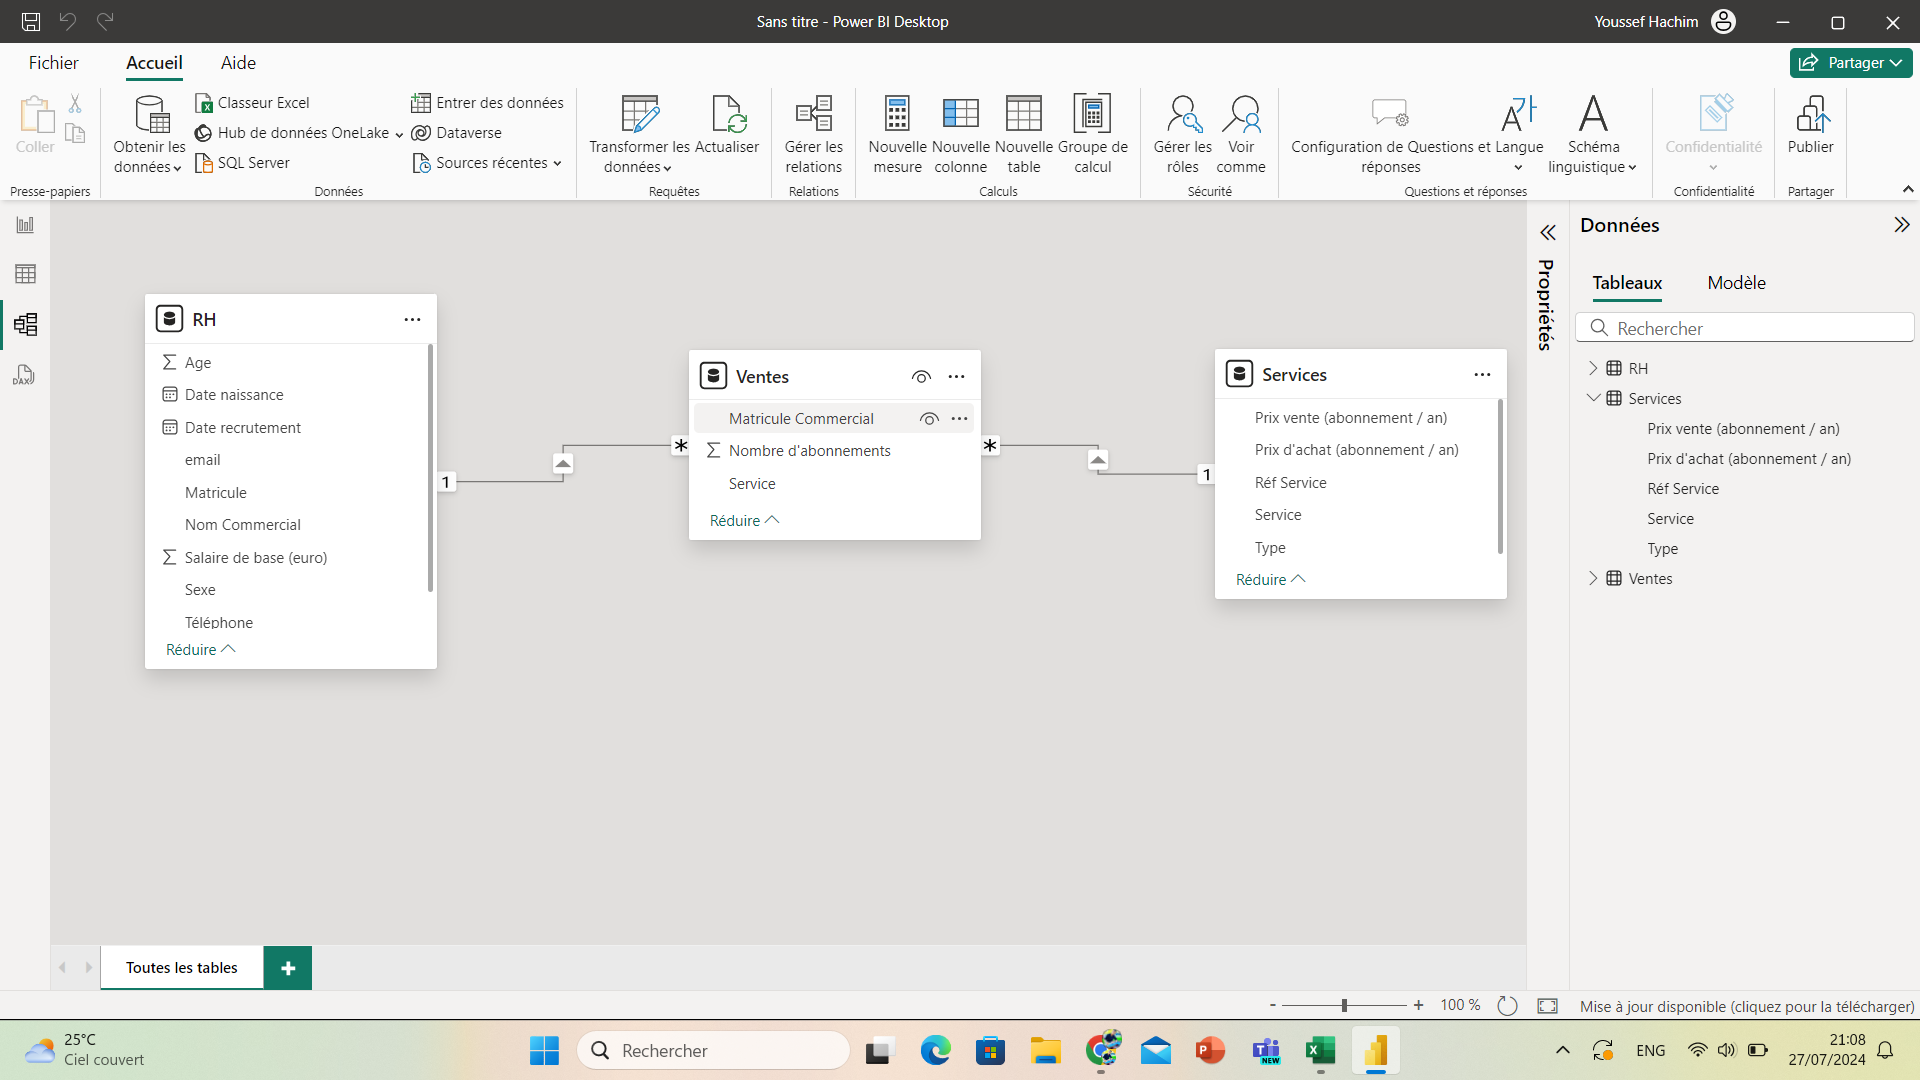 Sans titre - Power BI Desktop
Youssef Hachim
Fichier
Accueil
Aide
Partager
Coller
Presse-papiers
Obtenir les données
Classeur Excel
Hub de données OneLake
SQL Server
Entrer des données
Dataverse
Sources récentes
Données
Transformer les données
Actualiser
Requêtes
Gérer les relations
Relations
Nouvelle mesure
Nouvelle colonne
Nouvelle table
Groupe de calcul
Calculs
Gérer les rôles
Voir comme
Sécurité
Configuration de Questions et réponses
Langue
Schéma linguistique
Questions et réponses
Confidentialité
Confidentialité
Publier
Partager
DAX
RH
Age
Date naissance
Date recrutement
email
Matricule
Nom Commercial
Salaire de base (euro)
Sexe
Téléphone
Réduire
1
*
Ventes
Matricule Commercial
Nombre d'abonnements
Service
Réduire
*
1
Services
Prix vente (abonnement / an)
Prix d'achat (abonnement / an)
Réf Service
Service
Type
Réduire
Propriétés
Données
Tableaux
Modèle
Rechercher
RH
Services
Prix vente (abonnement / an)
Prix d'achat (abonnement / an)
Réf Service
Service
Type
Ventes
Toutes les tables
+
- + 100 %
Mise à jour disponible (cliquez pour la télécharger)
25°C
Ciel couvert
Rechercher
NEW
ENG
21:08
27/07/2024